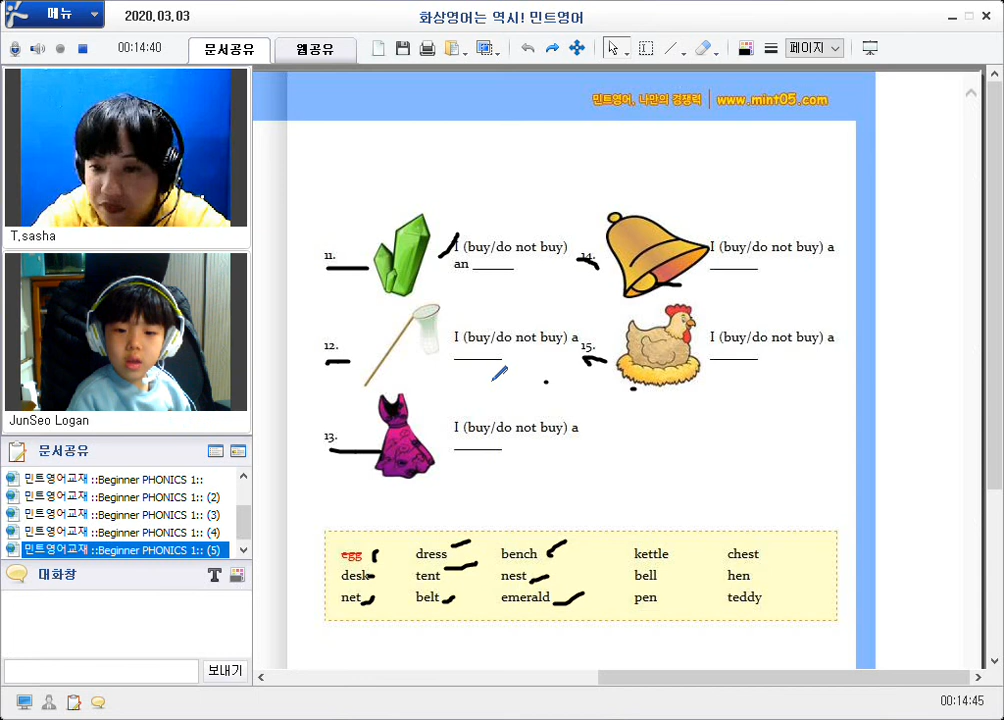 메뉴
2020,03,03
화상영어는 역시! 민트영어
00:14:40
문서공유
웹공유
페이지
T.sasha
JunSeo Logan
문서공유
민트영어교재 ::Beginner PHONICS 1::
민트영어교재 ::Beginner PHONICS 1:: (2)
민트영어교재 ::Beginner PHONICS 1:: (3)
민트영어교재 ::Beginner PHONICS 1:: (4)
민트영어교재 ::Beginner PHONICS 1:: (5)
대화창
T
보내기
민트영어, 나만의 경쟁력 | www.mint05.com
11.
I (buy/do not buy)
an ______
14.
I (buy/do not buy) a
______
12.
I (buy/do not buy) a
______
15.
I (buy/do not buy) a
______
13.
I (buy/do not buy) a
______
egg dress bench kettle chest
desk tent nest bell hen
net belt emerald pen teddy
00:14:45